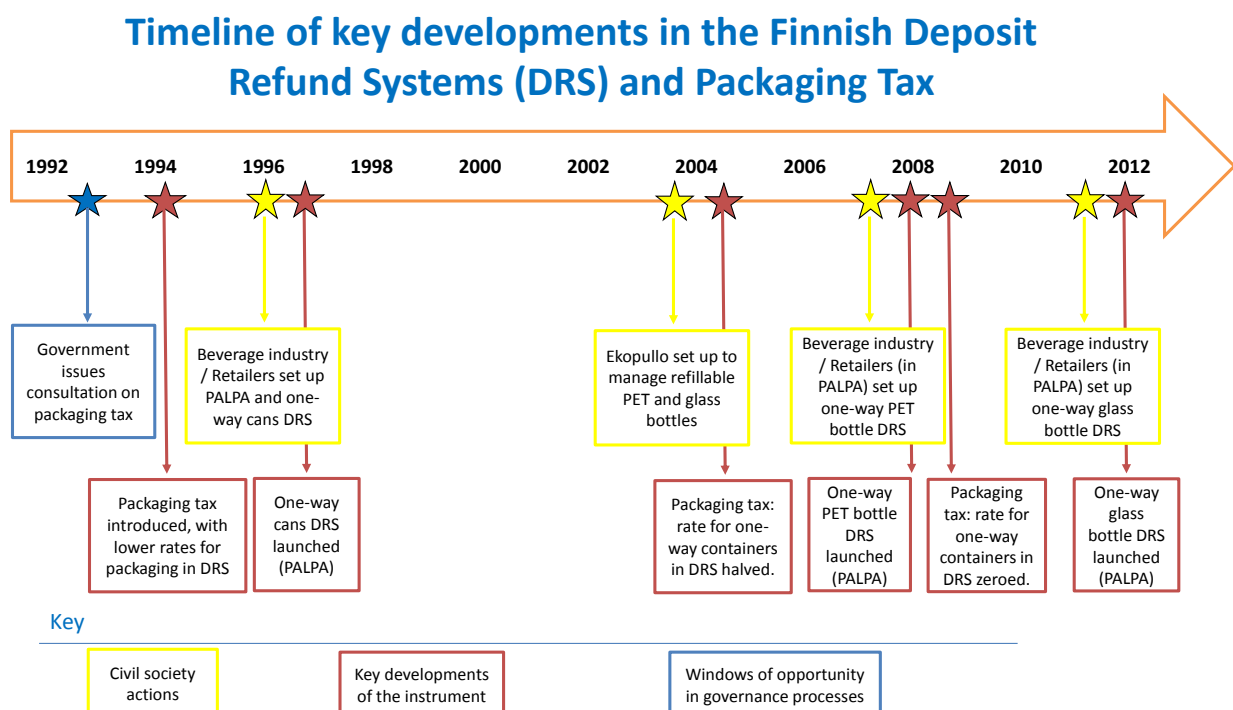 Timeline of key developments in the Finnish Deposit
Refund Systems (DRS) and Packaging Tax
1992 1994 1996 1998 2000 2002 2004 2006 2008 2010 2012
Government
issues
consultation on
packaging tax
Beverage industry
/ Retailers set up
PALPA and one-
way cans DRS
Ekopullo set up to
manage refillable
PET and glass
bottles
Beverage industry
/ Retailers (in
PALPA) set up
one-way PET
bottle DRS
Beverage industry
/ Retailers (in
PALPA) set up
one-way glass
bottle DRS
Packaging tax
introduced, with
lower rates for
packaging in DRS
One-way
cans DRS
launched
(PALPA)
Packaging tax:
rate for one-
way containers
in DRS halved.
One-way
PET bottle
DRS
launched
(PALPA)
Packaging
tax: rate for
one-way
containers in
DRS zeroed.
One-way
glass
bottle DRS
launched
(PALPA)
Key
Civil society
actions
Key developments
of the instrument
Windows of opportunity
in governance processes